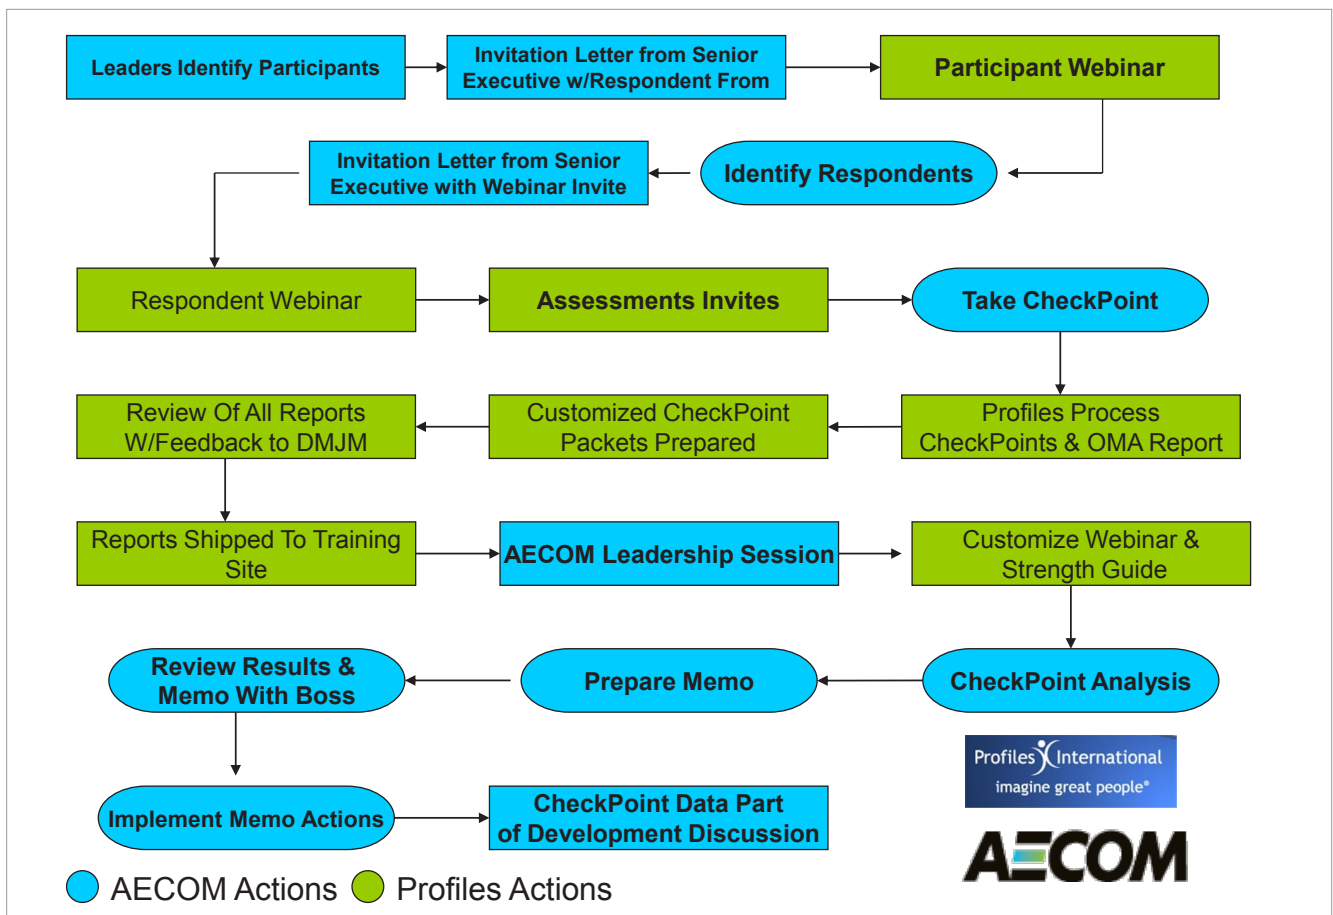 Leaders Identify Participants
Invitation Letter from Senior
Executive w/Respondent From
Participant Webinar
Invitation Letter from Senior
Executive with Webinar Invite
Identify Respondents
Respondent Webinar
Assessments Invites
Take CheckPoint
Review Of All Reports
W/Feedback to DMJM
Customized CheckPoint
Packets Prepared
Profiles Process
CheckPoints & OMA Report
Reports Shipped To Training
Site
AECOM Leadership Session
Customize Webinar &
Strength Guide
Review Results &
Memo With Boss
Prepare Memo
CheckPoint Analysis
Profiles International
imagine great people®
Implement Memo Actions
CheckPoint Data Part
of Development Discussion
AECOM
AECOM Actions
Profiles Actions